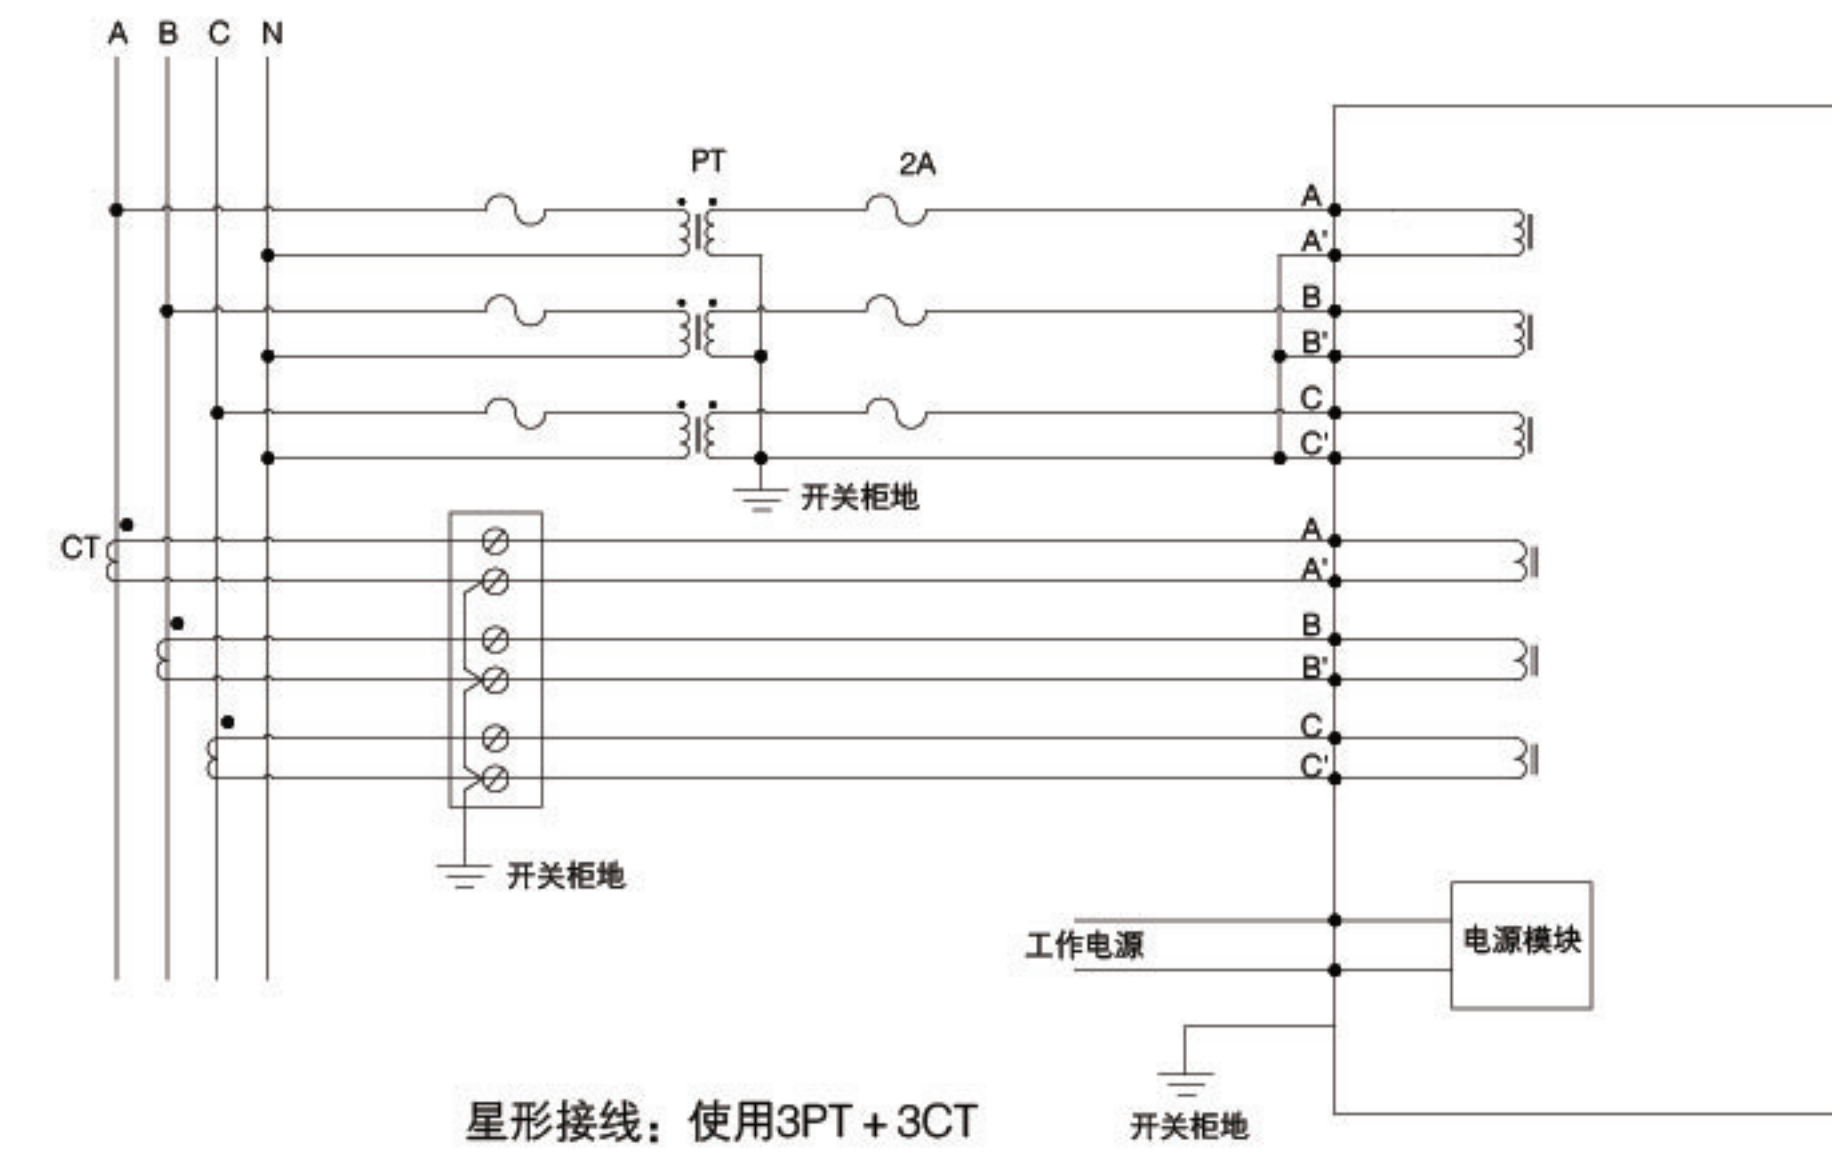 A B C N
PT 2A
A
A'
B
B'
C
C'
开关柜地
CT
A
A'
B
B'
C
C'
开关柜地
工作电源
电源模块
开关柜地
星形接线：使用3PT+3CT